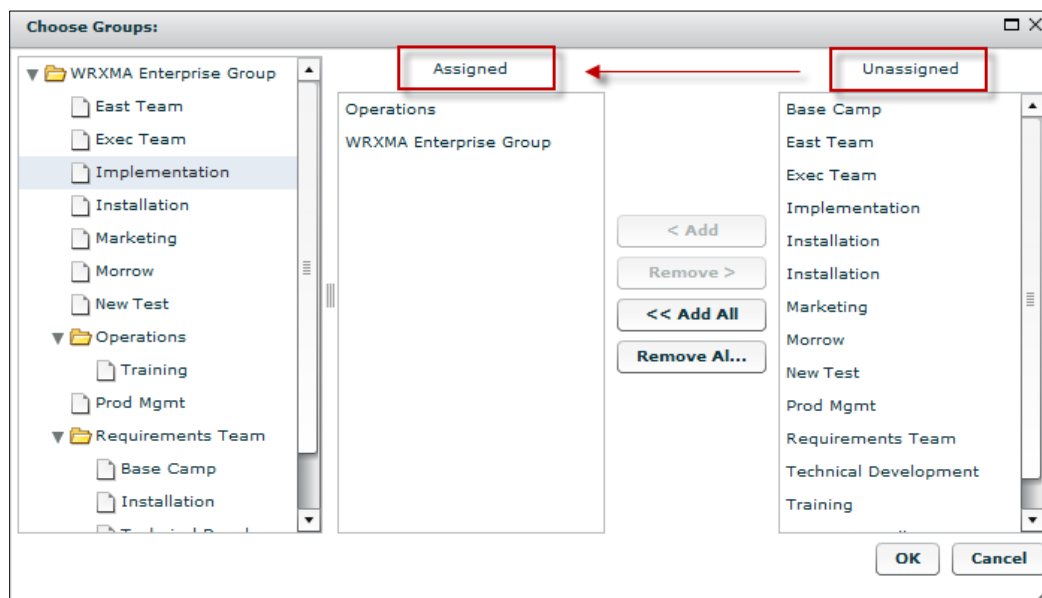 Choose Groups:
WRXMA Enterprise Group
East Team
Exec Team
Implementation
Installation
Marketing
Morrow
New Test
Operations
Training
Prod Mgmt
Requirements Team
Base Camp
Installation
Assigned
Operations
WRXMA Enterprise Group
< Add
Remove >
<< Add All
Remove Al...
Unassigned
Base Camp
East Team
Exec Team
Implementation
Installation
Installation
Marketing
Morrow
New Test
Prod Mgmt
Requirements Team
Technical Development
Training
OK
Cancel